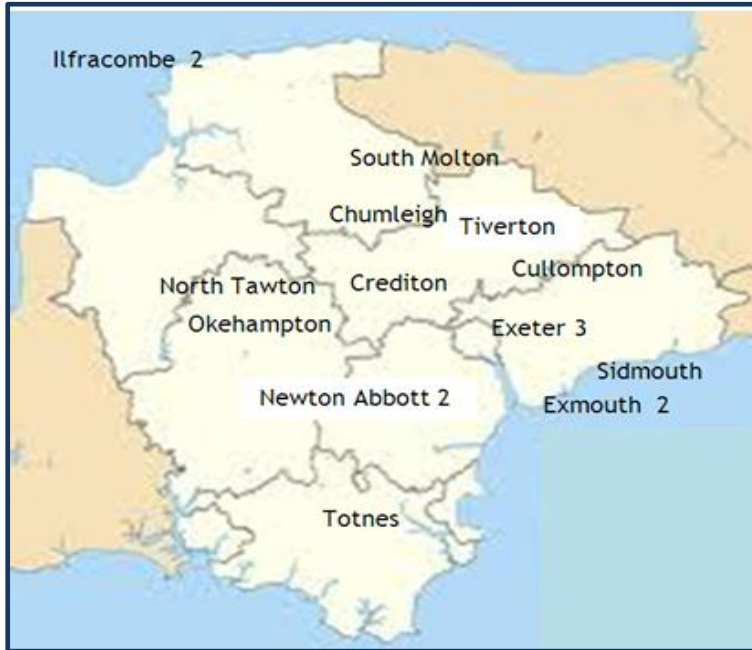 Ilfracombe 2
South Molton
Chumleigh
Tiverton
Cullompton
North Tawton
Crediton
Okehampton
Exeter 3
Sidmouth
Newton Abbott 2
Exmouth 2
Totnes